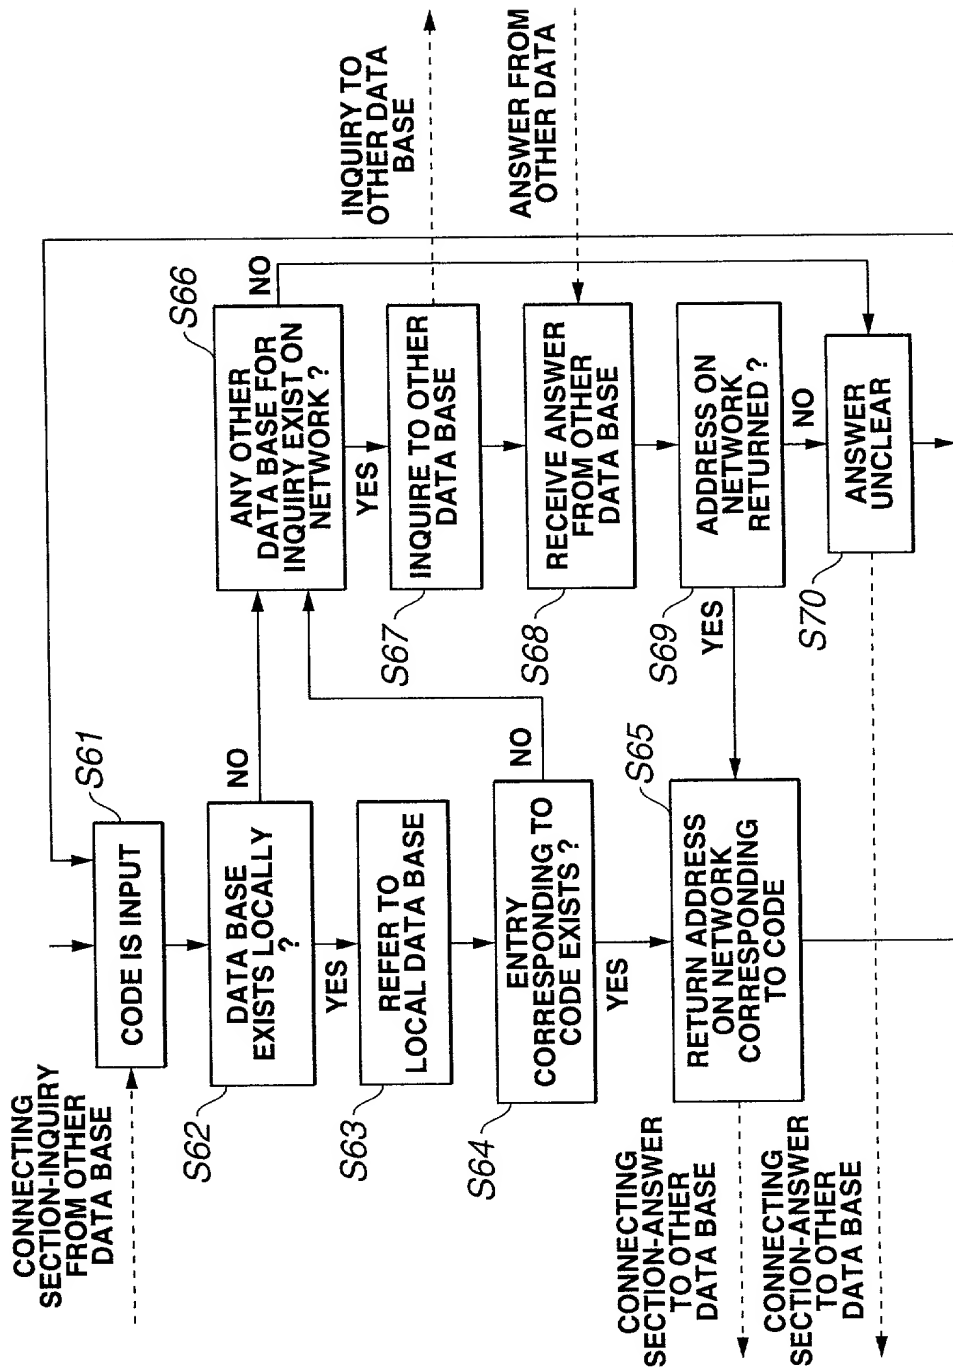 CONNECTING
SECTION-INQUIRY
FROM OTHER
DATA BASE
S61
CODE IS INPUT
S62
DATA BASE
EXISTS LOCALLY
?
NO
YES
S63
REFER TO
LOCAL DATA BASE
S64
ENTRY
CORRESPONDING TO
CODE EXISTS ?
NO
YES
S65
RETURN ADDRESS
ON NETWORK
CORRESPONDING
TO CODE
CONNECTING
SECTION-ANSWER
TO OTHER
DATA BASE
CONNECTING
SECTION-ANSWER
TO OTHER
DATA BASE
S66
ANY OTHER
DATA BASE FOR
INQUIRY EXIST ON
NETWORK ?
NO
YES
S67
INQUIRE TO OTHER
DATA BASE
INQUIRY TO
OTHER DATA
BASE
S68
RECEIVE ANSWER
FROM OTHER
DATA BASE
ANSWER FROM
OTHER DATA
S69
ADDRESS ON
NETWORK
RETURNED ?
YES
NO
S70
ANSWER
UNCLEAR